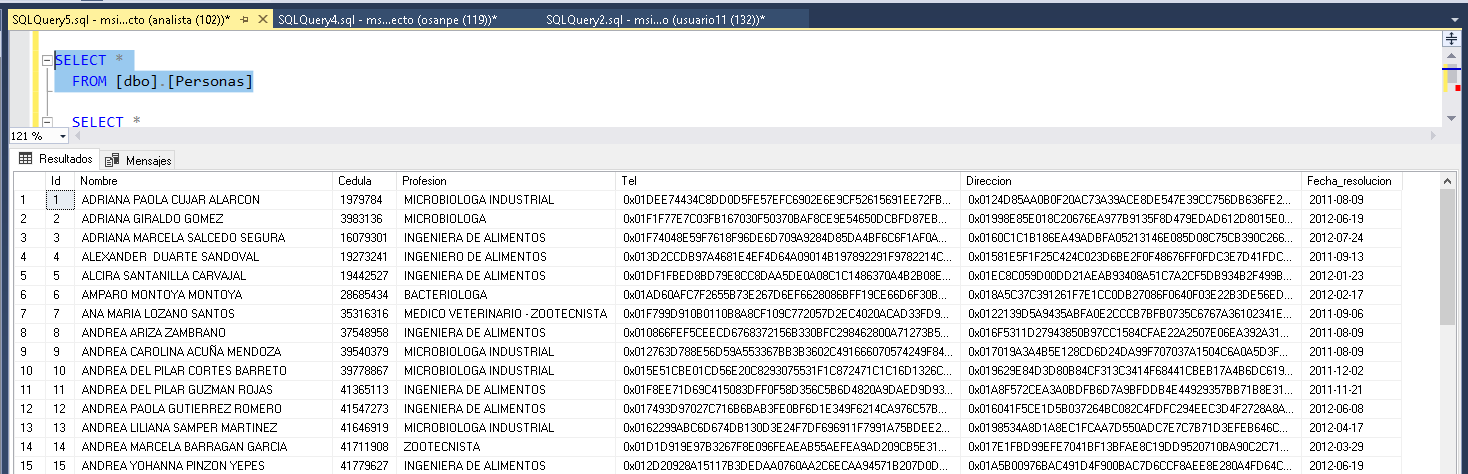 SQLQuery5.sql - msi...cto (analista (102))* SQLQuery4.sql - ms...ecto (osanpe (119))* SQLQuery2.sql - msi...o (usuario11 (132))*
SELECT *
FROM [dbo].[Personas]
SELECT *
121 %
Resultados Mensajes
Id Nombre Cedula Profesion Tel Direccion Fecha_resolucion
1 1 ADRIANA PAOLA CUJAR ALARCON 1979784 MICROBIOLOGA INDUSTRIAL 0x01DEE74434C8DD0D5FE57EFC6902E6E9CF52615691EE72FB... 0x0124D85AA0B0F20AC73A39ACE8DE547E39CC756DB636FE2... 2011-08-09
2 2 ADRIANA GIRALDO GOMEZ 3983136 MICROBIOLOGA 0x01F1F77E7C03FB167030F50370BAF8CE9E54650DCBFD87EB... 0x01998E85E018C20676EA977B9135F8D479EDAD612D8015E0... 2012-06-19
3 3 ADRIANA MARCELA SALCEDO SEGURA 16079301 INGENIERA DE ALIMENTOS 0x01F74048E59F7618F96DE6D709A9284D85DA4BF6C6F1AF0A... 0x0160C1C1B186EA49ADBFA05213146E085D08C75CB390C266... 2012-07-24
4 4 ALEXANDER DUARTE SANDOVAL 19273241 INGENIERO DE ALIMENTOS 0x013D2CCDB97A4681E4EF4D64A09014B197892291F9782214C... 0x01581E5F1F25C424C023D6BE2F0F48676FF0FDC3E7D41FDC... 2011-09-13
5 5 ALCIRA SANTANILLA CARVAJAL 19442527 INGENIERA DE ALIMENTOS 0x01DF1FBED8BD79E8CC8DAA5DE0A08C1C1486370A4B2B08E... 0x01EC8C059D00DD21AEAB93408A51C7A2CF5DB934B2F499B... 2012-01-23
6 6 AMPARO MONTOYA MONTOYA 28685434 BACTERIOLOGA 0x01AD60AFC7F2655B73E267D6EF6628086BFF19CE66D6F30B... 0x018A5C37C391261F7E1CC0DB27086F0640F03E22B3DE56ED... 2012-02-17
7 7 ANA MARIA LOZANO SANTOS 35316316 MEDICO VETERINARIO - ZOOTECNISTA 0x01F799D910B0110B8A8CF109C772057D2EC4020ACAD33FD9... 0x0122139D5A9435ABFA0E2CCCB7BFB0735C6767A36102341E... 2011-09-06
8 8 ANDREA ARIZA ZAMBRANO 37548958 INGENIERA DE ALIMENTOS 0x010866FEF5CEECD6768372156B330BFC298462800A71273B5... 0x016F5311D27943850B97CC1584CFAE22A2507E06EA392A31... 2011-08-09
9 9 ANDREA CAROLINA ACUÑA MENDOZA 39540379 MICROBIOLOGA INDUSTRIAL 0x012763D788E56D59A553367BB3B3602C491666070574249F84... 0x017019A3A4B5E128CD6D24DA99F707037A1504C6A0A5D3F... 2011-08-09
10 10 ANDREA DEL PILAR CORTES BARRETO 39778867 MICROBIOLOGA INDUSTRIAL 0x015E51CBE01CD56E20C8293075531F1C872471C1C16D1326C... 0x019629E84D3D80B84CF313C3414F68441CBEB17A4B6DC619... 2011-12-02
11 11 ANDREA DEL PILAR GUZMAN ROJAS 41365113 INGENIERA DE ALIMENTOS 0x01F8EE71D69C415083DFF0F58D356C5B6D4820A9DAED9D93... 0x01A8F572CEA3A0BDFB6D7A9BFDDB4E44929357BB71B8E31... 2011-11-21
12 12 ANDREA PAOLA GUTIERREZ ROMERO 41547273 INGENIERA DE ALIMENTOS 0x017493D97027C716B6BAB3FE0BF6D1E349F6214CA976C57B... 0x016041F5CE1D5B037264BC082C4FDFC294EEC3D4F2728A8A... 2012-06-08
13 13 ANDREA LILIANA SAMPER MARTINEZ 41646919 MICROBIOLOGA INDUSTRIAL 0x0162299ABC6D674DB130D3E24F7DF696911F7991A75BDEE2... 0x0198534A8D1A8EC1FCAA7D550ADC7E7C7B71D3EFEB646C... 2012-04-17
14 14 ANDREA MARCELA BARRAGAN GARCIA 41711908 ZOOTECNISTA 0x01D1D919E97B3267F8E096FEAEAB55AEFEA9AD209CB5E31... 0x017E1FBD99EFE7041BF13BFAE8C19DD9520710BA90C2C71... 2012-03-29
15 15 ANDREA YOHANNA PINZON YEPES 41779627 INGENIERA DE ALIMENTOS 0x012D20928A15117B3DEDAA0760AA2C6ECAA94571B207D0D... 0x01A5B00976BAC491D4F900BAC7D6CCF8AEE8E280A4FD64C... 2012-06-19